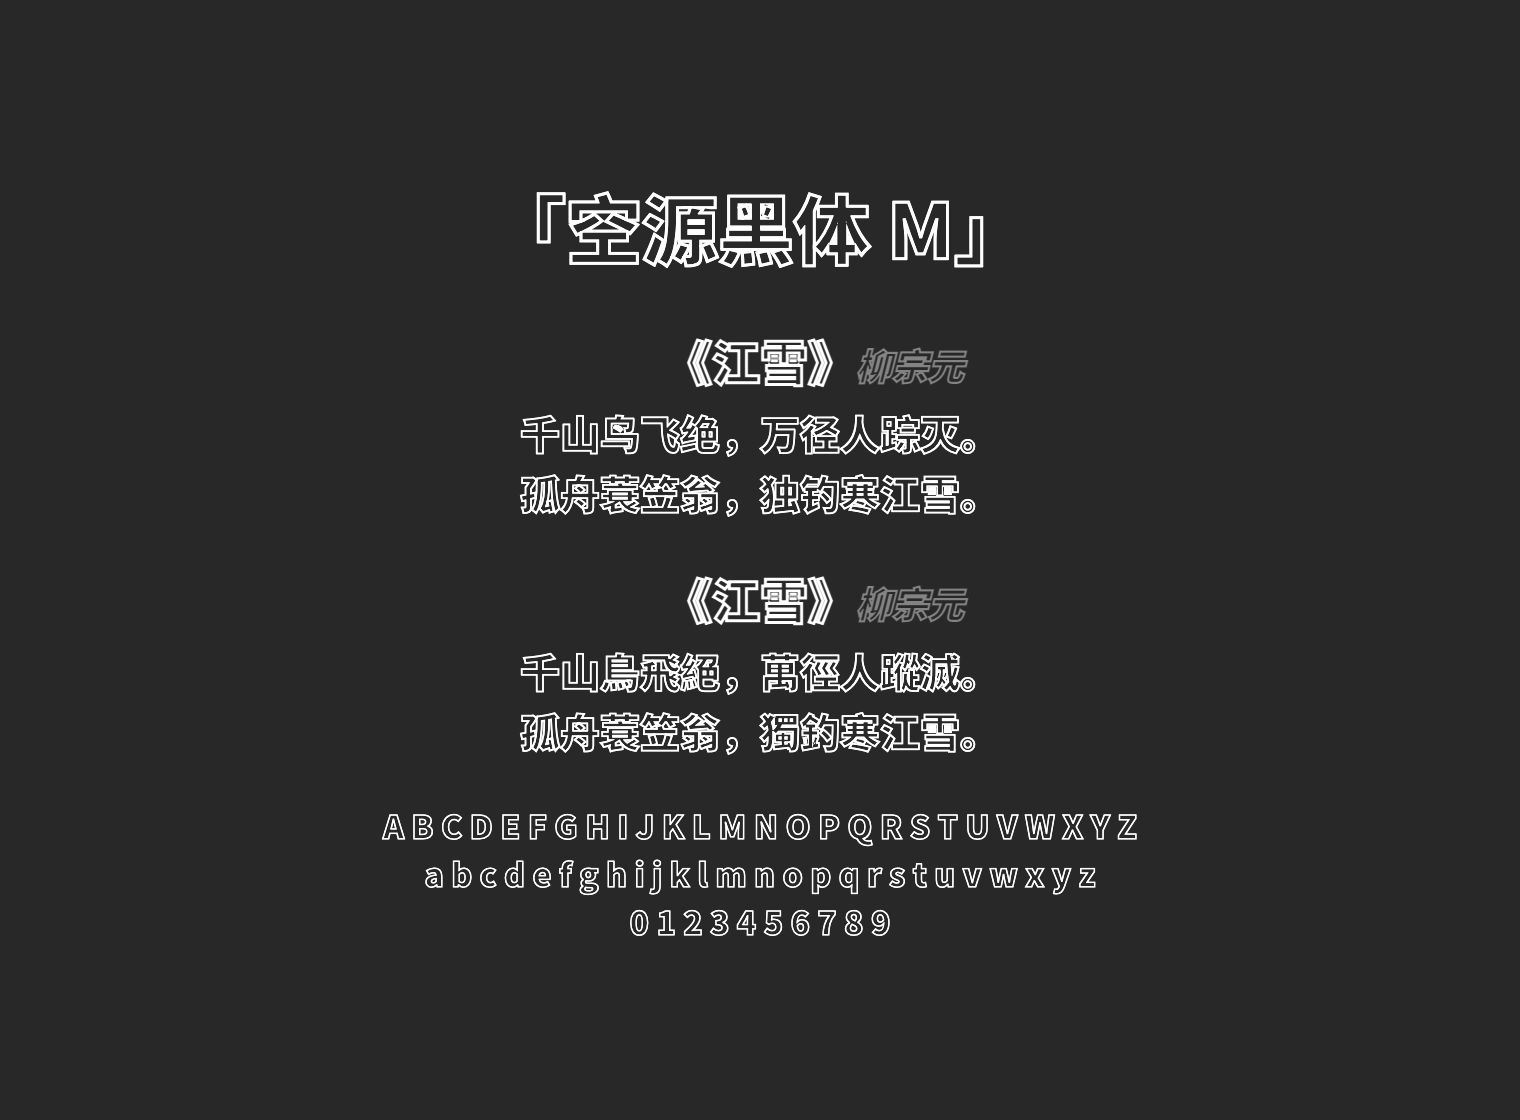 「空源黑体 M」
《江雪》 柳宗元
千山鸟飞绝，万径人踪灭。
孤舟蓑笠翁，独钓寒江雪。
《江雪》 柳宗元
千山鳥飛絕，萬徑人蹤滅。
孤舟蓑笠翁，獨釣寒江雪。
A B C D E F G H I J K L M N O P Q R S T U V W X Y Z
a b c d e f g h i j k l m n o p q r s t u v w x y z
0 1 2 3 4 5 6 7 8 9